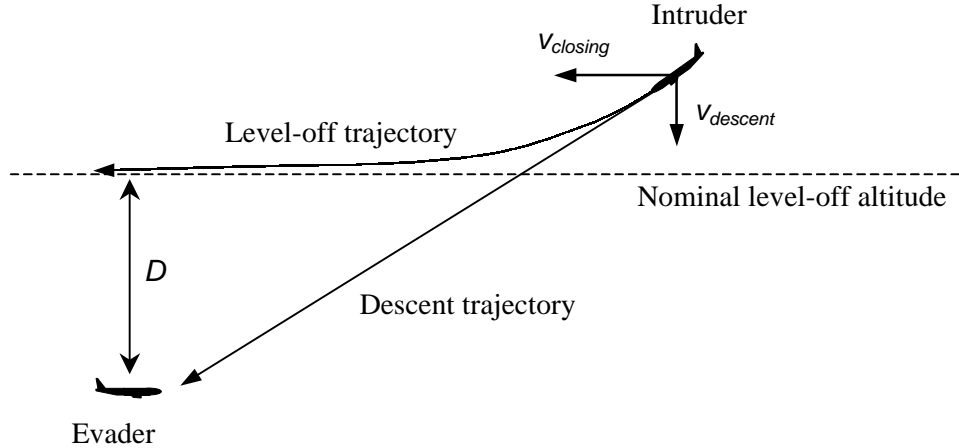 Intruder
v_closing
v_descent
Level-off trajectory
Nominal level-off altitude
D
Descent trajectory
Evader